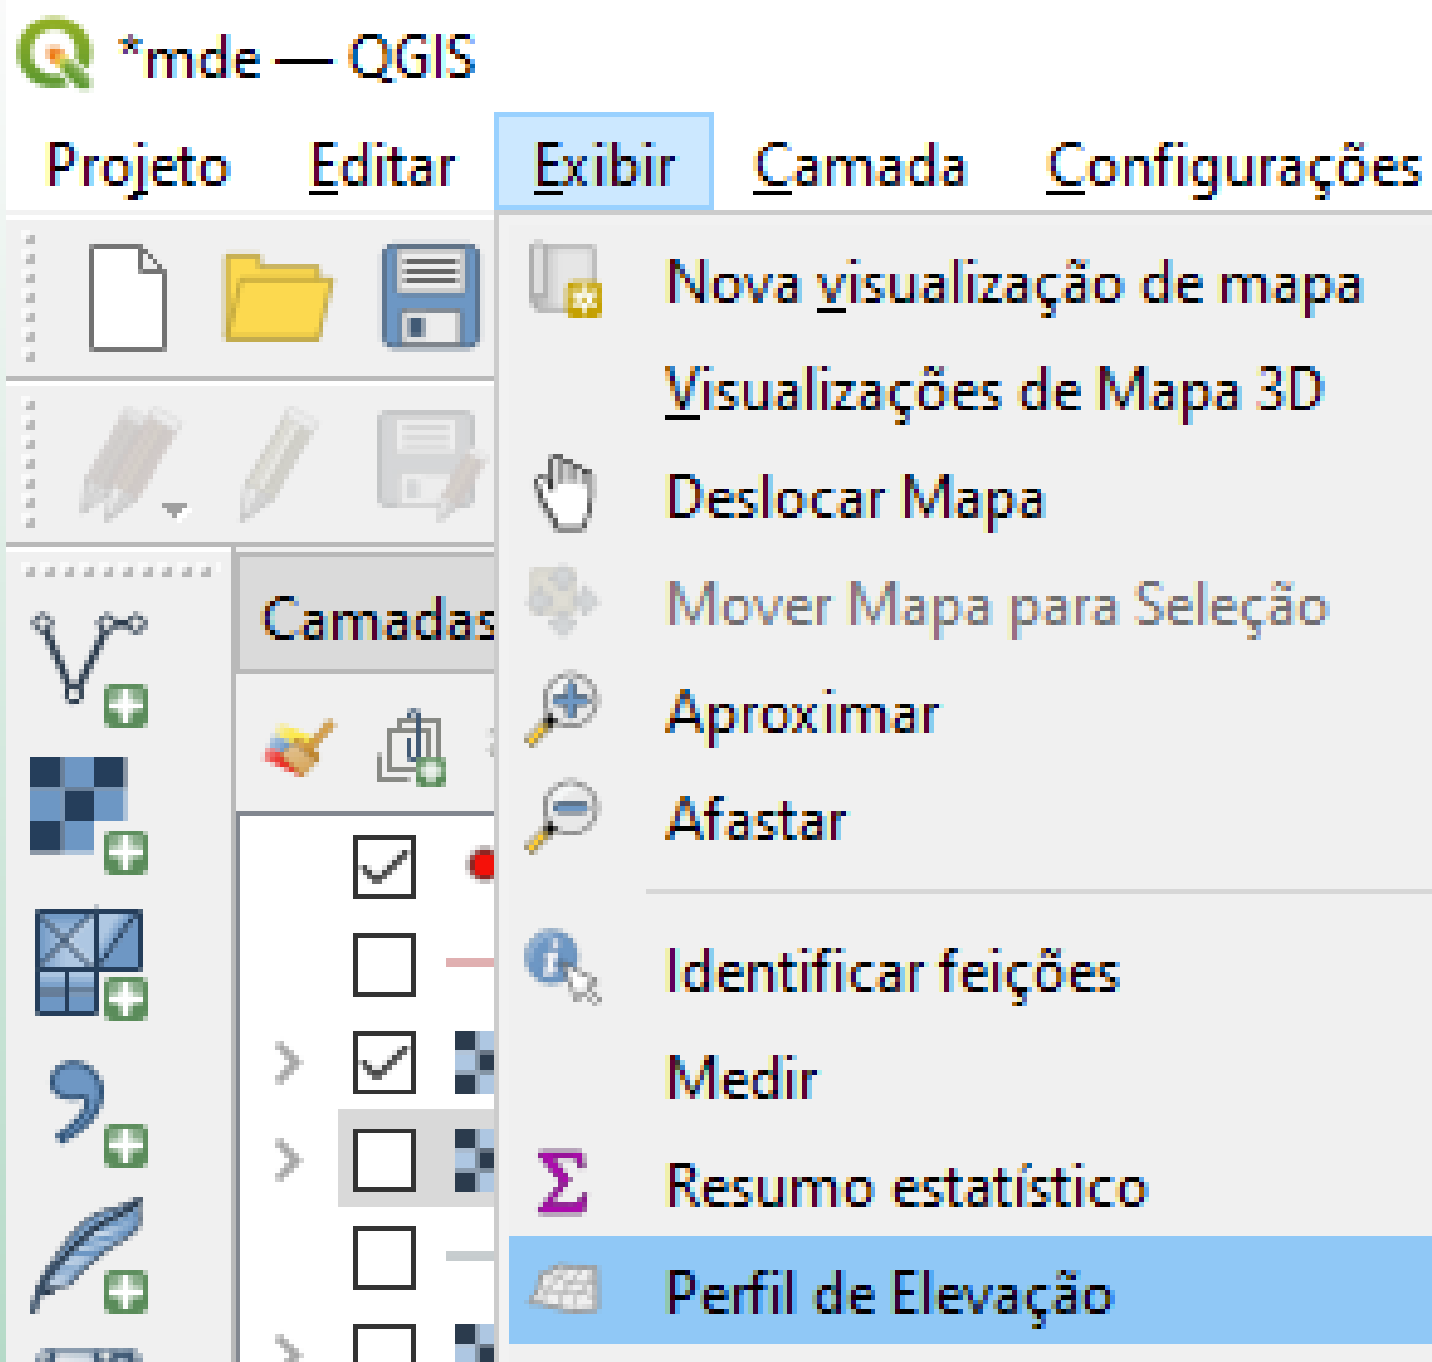 *mde — QGIS
Projeto Editar Exibir Camada Configurações
Nova visualização de mapa
Visualizações de Mapa 3D
Deslocar Mapa
Mover Mapa para Seleção
Camadas
Aproximar
Afastar
Identificar feições
Medir
Resumo estatístico
Perfil de Elevação